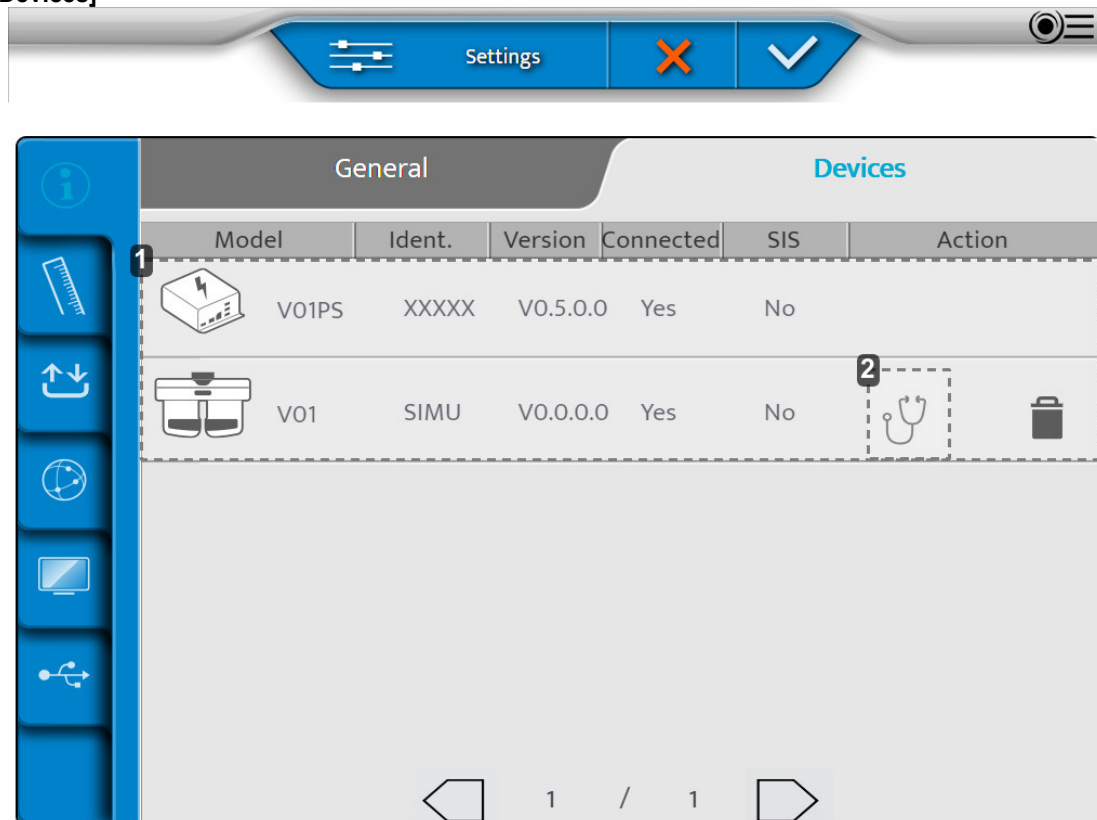 Devices]
Settings
General Devices
Model Ident. Version Connected SIS Action
1
V01PS XXXXX V0.5.0.0 Yes No
2
V01 SIMU V0.0.0.0 Yes No
1 / 1